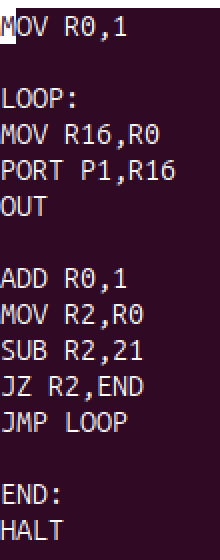 MOV R0,1
LOOP:
MOV R16,R0
PORT P1,R16
OUT
ADD R0,1
MOV R2,R0
SUB R2,21
JZ R2,END
JMP LOOP
END:
HALT